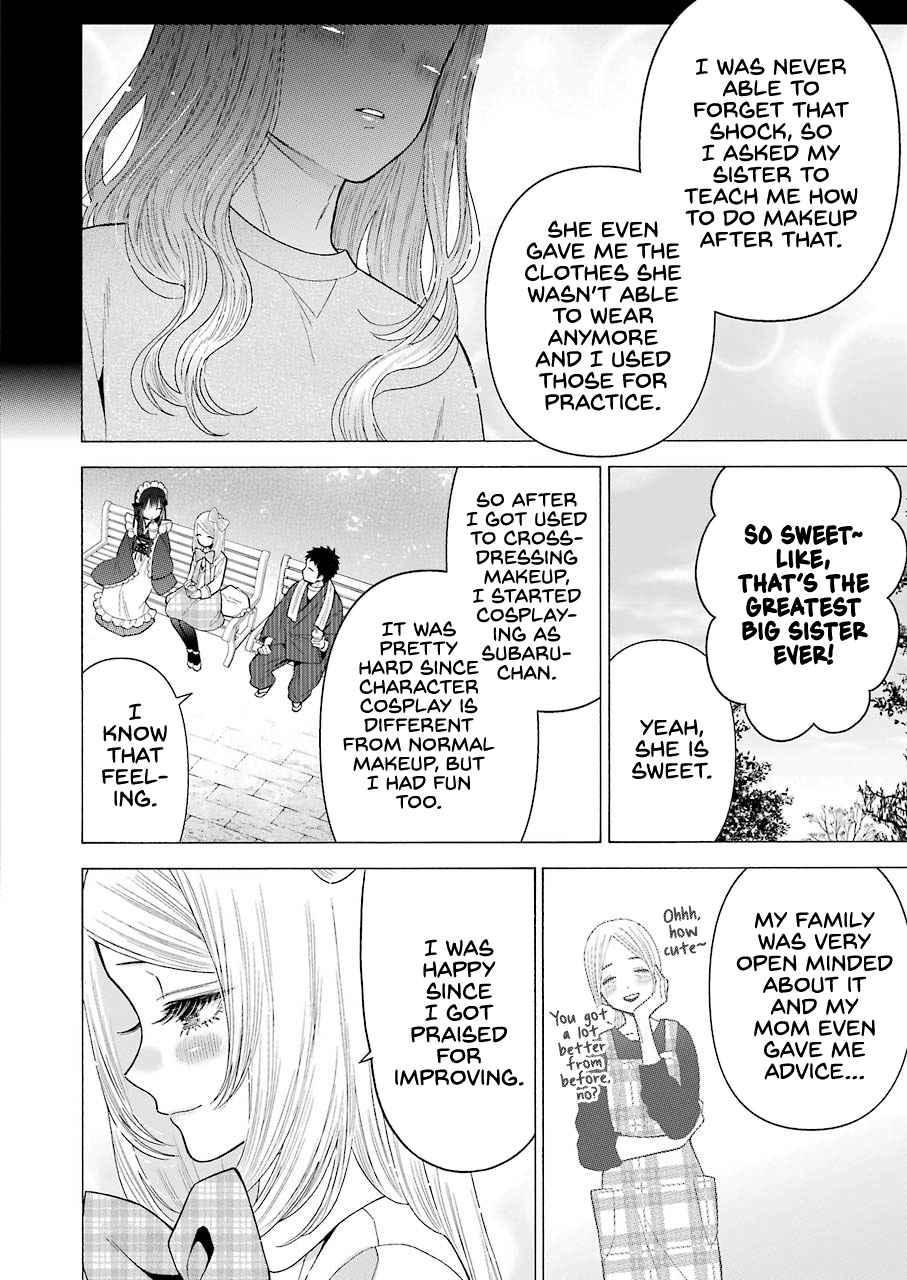 I WAS NEVER
ABLE TO
FORGET THAT
SHOCK, SO
I ASKED MY
SISTER TO
TEACH ME HOW
TO DO MAKEUP
AFTER THAT.
SHE EVEN
GAVE ME THE
CLOTHES SHE
WASN'T ABLE
TO WEAR
ANYMORE
AND I USED
THOSE FOR
PRACTICE.
SO SWEET~
LIKE,
THAT'S THE
GREATEST
BIG SISTER
EVER!
YEAH,
SHE IS
SWEET.
SO AFTER
I GOT USED
TO CROSS-
DRESSING
MAKEUP,
I STARTED
COSPLAY-
ING AS
SUBARU-
CHAN.
IT WAS
PRETTY
HARD SINCE
CHARACTER
COSPLAY IS
DIFFERENT
FROM NORMAL
MAKEUP, BUT
I HAD FUN
TOO.
I
KNOW
THAT
FEEL-
ING.
MY FAMILY
WAS VERY
OPEN MINDED
ABOUT IT
AND MY
MOM EVEN
GAVE ME
ADVICE...
Ohhh,
how
cute~
You got
a lot
better
from
before,
no?
I WAS
HAPPY
SINCE
I GOT
PRAISED
FOR
IMPROVING.